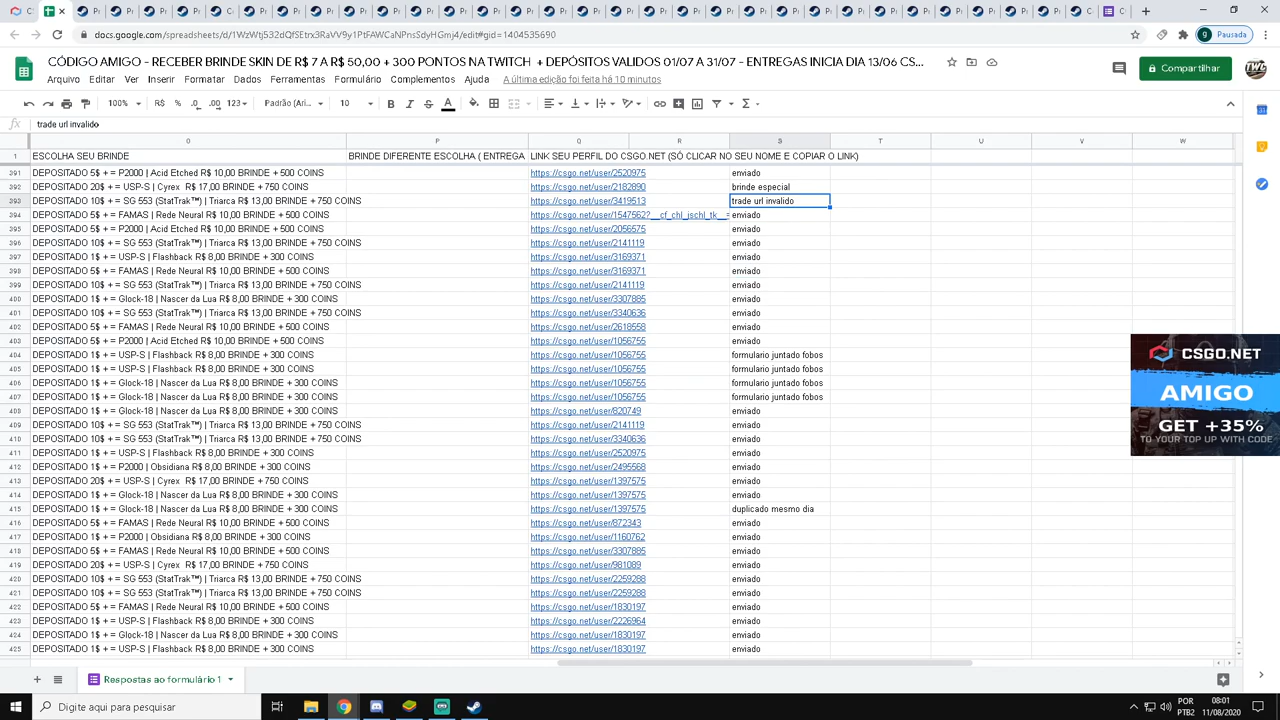 docs.google.com/spreadsheets/d/1WzWtj532dQfSEtrx3RaVV9y1PtFAWCaNPnsSdyHGmj4/edit#gid=1404535690
Pausada
CÓDIGO AMIGO - RECEBER BRINDE SKIN DE R$ 7 A R$ 50,00 + 300 PONTOS NA TWITCH + DEPÓSITOS VALIDOS 01/07 A 31/07 - ENTREGAS INICIA DIA 13/06 CS...
Arquivo Editar Ver Inserir Formatar Dados Ferramentas Formulário Complementos Ajuda A última edição foi feita há 10 minutos
Compartilhar
100% R$ % .0 .00 123 Padrão (Ari... 10
fx trade url invalido
O P Q R S T U V W
1 ESCOLHA SEU BRINDE BRINDE DIFERENTE ESCOLHA ( ENTREGA LINK SEU PERFIL DO CSGO.NET (SÓ CLICAR NO SEU NOME E COPIAR O LINK)
391 DEPOSITADO 5$ + = P2000 | Acid Etched R$ 10,00 BRINDE + 500 COINS https://csgo.net/user/2520975 enviado
392 DEPOSITADO 20$ + = USP-S | Cyrex R$ 17,00 BRINDE + 750 COINS https://csgo.net/user/2182890 brinde especial
393 DEPOSITADO 10$ + = SG 553 (StatTrak™) | Triarca R$ 13,00 BRINDE + 750 COINS https://csgo.net/user/3419513 trade url invalido
394 DEPOSITADO 5$ + = FAMAS | Rede Neural R$ 10,00 BRINDE + 500 COINS https://csgo.net/user/1547562?__cf_chl_jschl_tk__= enviado
395 DEPOSITADO 5$ + = P2000 | Acid Etched R$ 10,00 BRINDE + 500 COINS https://csgo.net/user/2056575 enviado
396 DEPOSITADO 10$ + = SG 553 (StatTrak™) | Triarca R$ 13,00 BRINDE + 750 COINS https://csgo.net/user/2141119 enviado
397 DEPOSITADO 1$ + = USP-S | Flashback R$ 8,00 BRINDE + 300 COINS https://csgo.net/user/3169371 enviado
398 DEPOSITADO 5$ + = FAMAS | Rede Neural R$ 10,00 BRINDE + 500 COINS https://csgo.net/user/3169371 enviado
399 DEPOSITADO 10$ + = SG 553 (StatTrak™) | Triarca R$ 13,00 BRINDE + 750 COINS https://csgo.net/user/2141119 enviado
400 DEPOSITADO 1$ + = Glock-18 | Nascer da Lua R$ 8,00 BRINDE + 300 COINS https://csgo.net/user/3307885 enviado
401 DEPOSITADO 10$ + = SG 553 (StatTrak™) | Triarca R$ 13,00 BRINDE + 750 COINS https://csgo.net/user/3340636 enviado
402 DEPOSITADO 5$ + = FAMAS | Rede Neural R$ 10,00 BRINDE + 500 COINS https://csgo.net/user/2618558 enviado
403 DEPOSITADO 5$ + = P2000 | Acid Etched R$ 10,00 BRINDE + 500 COINS https://csgo.net/user/1056755 enviado
404 DEPOSITADO 1$ + = USP-S | Flashback R$ 8,00 BRINDE + 300 COINS https://csgo.net/user/1056755 formulario juntado fobos
405 DEPOSITADO 1$ + = USP-S | Flashback R$ 8,00 BRINDE + 300 COINS https://csgo.net/user/1056755 formulario juntado fobos
406 DEPOSITADO 1$ + = Glock-18 | Nascer da Lua R$ 8,00 BRINDE + 300 COINS https://csgo.net/user/1056755 formulario juntado fobos
407 DEPOSITADO 1$ + = Glock-18 | Nascer da Lua R$ 8,00 BRINDE + 300 COINS https://csgo.net/user/1056755 formulario juntado fobos
408 DEPOSITADO 1$ + = Glock-18 | Nascer da Lua R$ 8,00 BRINDE + 300 COINS https://csgo.net/user/820749 enviado
409 DEPOSITADO 10$ + = SG 553 (StatTrak™) | Triarca R$ 13,00 BRINDE + 750 COINS https://csgo.net/user/2141119 enviado
410 DEPOSITADO 10$ + = SG 553 (StatTrak™) | Triarca R$ 13,00 BRINDE + 750 COINS https://csgo.net/user/3340636 enviado
411 DEPOSITADO 1$ + = USP-S | Flashback R$ 8,00 BRINDE + 300 COINS https://csgo.net/user/2520975 enviado
412 DEPOSITADO 1$ + = P2000 | Obsidiana R$ 8,00 BRINDE + 300 COINS https://csgo.net/user/2495568 enviado
413 DEPOSITADO 20$ + = USP-S | Cyrex R$ 17,00 BRINDE + 750 COINS https://csgo.net/user/1397575 enviado
414 DEPOSITADO 1$ + = Glock-18 | Nascer da Lua R$ 8,00 BRINDE + 300 COINS https://csgo.net/user/1397575 enviado
415 DEPOSITADO 1$ + = Glock-18 | Nascer da Lua R$ 8,00 BRINDE + 300 COINS https://csgo.net/user/1397575 duplicado mesmo dia
416 DEPOSITADO 5$ + = FAMAS | Rede Neural R$ 10,00 BRINDE + 500 COINS https://csgo.net/user/872343 enviado
417 DEPOSITADO 1$ + = P2000 | Obsidiana R$ 8,00 BRINDE + 300 COINS https://csgo.net/user/1160762 enviado
418 DEPOSITADO 5$ + = FAMAS | Rede Neural R$ 10,00 BRINDE + 500 COINS https://csgo.net/user/3307885 enviado
419 DEPOSITADO 20$ + = USP-S | Cyrex R$ 17,00 BRINDE + 750 COINS https://csgo.net/user/981089 enviado
420 DEPOSITADO 10$ + = SG 553 (StatTrak™) | Triarca R$ 13,00 BRINDE + 750 COINS https://csgo.net/user/2259288 enviado
421 DEPOSITADO 10$ + = SG 553 (StatTrak™) | Triarca R$ 13,00 BRINDE + 750 COINS https://csgo.net/user/2259288 enviado
422 DEPOSITADO 5$ + = FAMAS | Rede Neural R$ 10,00 BRINDE + 500 COINS https://csgo.net/user/1830197 enviado
423 DEPOSITADO 1$ + = USP-S | Flashback R$ 8,00 BRINDE + 300 COINS https://csgo.net/user/2226964 enviado
424 DEPOSITADO 1$ + = Glock-18 | Nascer da Lua R$ 8,00 BRINDE + 300 COINS https://csgo.net/user/1830197 enviado
425 DEPOSITADO 1$ + = USP-S | Flashback R$ 8,00 BRINDE + 300 COINS https://csgo.net/user/1830197 enviado
CSGO.NET
AMIGO
GET +35%
TO YOUR TOP UP WITH CODE
Respostas ao formulário 1
Digite aqui para pesquisar
POR
PTB2
08:01
11/08/2020